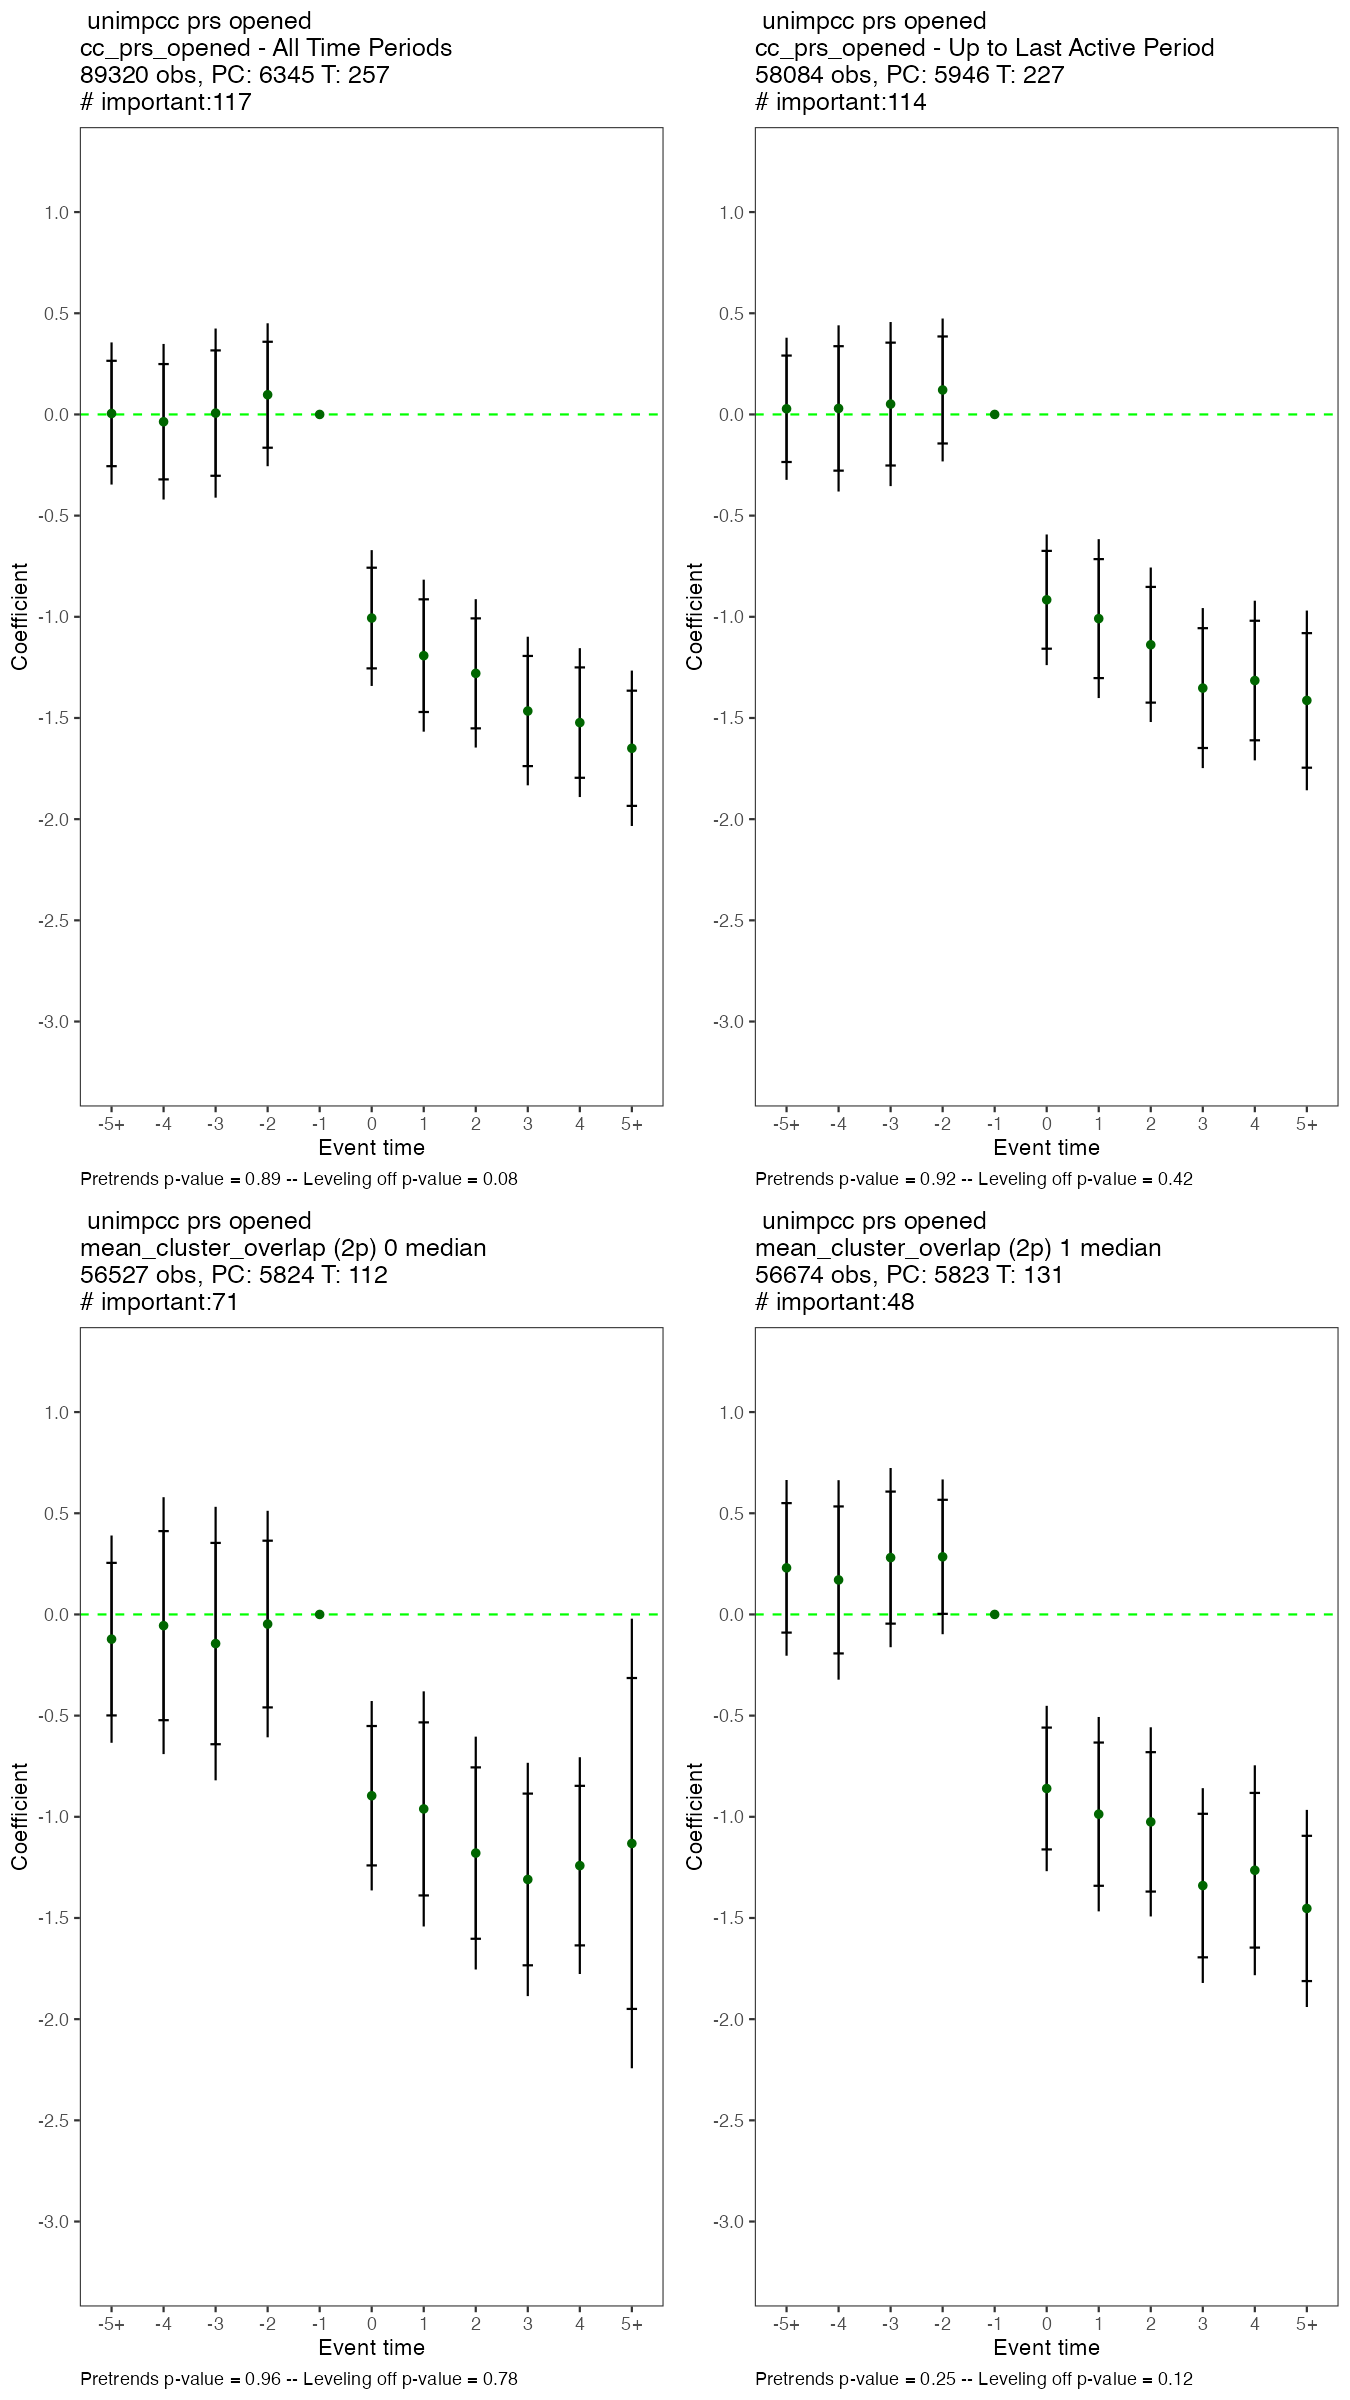 unimpcc prs opened
cc_prs_opened - All Time Periods
89320 obs, PC: 6345 T: 257
# important:117
1.0
0.5
0.0
-0.5
-1.0
-1.5
-2.0
-2.5
-3.0
Coefficient
-5+ -4 -3 -2 -1 0 1 2 3 4 5+
Event time
Pretrends p-value = 0.89 -- Leveling off p-value = 0.08
unimpcc prs opened
cc_prs_opened - Up to Last Active Period
58084 obs, PC: 5946 T: 227
# important:114
1.0
0.5
0.0
-0.5
-1.0
-1.5
-2.0
-2.5
-3.0
Coefficient
-5+ -4 -3 -2 -1 0 1 2 3 4 5+
Event time
Pretrends p-value = 0.92 -- Leveling off p-value = 0.42
unimpcc prs opened
mean_cluster_overlap (2p) 0 median
56527 obs, PC: 5824 T: 112
# important:71
1.0
0.5
0.0
-0.5
-1.0
-1.5
-2.0
-2.5
-3.0
Coefficient
-5+ -4 -3 -2 -1 0 1 2 3 4 5+
Event time
Pretrends p-value = 0.96 -- Leveling off p-value = 0.78
unimpcc prs opened
mean_cluster_overlap (2p) 1 median
56674 obs, PC: 5823 T: 131
# important:48
1.0
0.5
0.0
-0.5
-1.0
-1.5
-2.0
-2.5
-3.0
Coefficient
-5+ -4 -3 -2 -1 0 1 2 3 4 5+
Event time
Pretrends p-value = 0.25 -- Leveling off p-value = 0.12